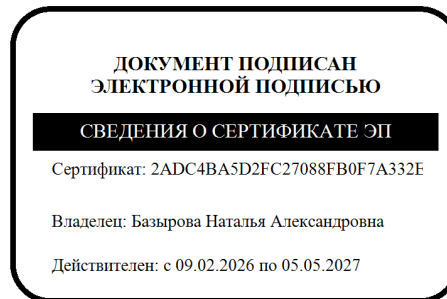 ДОКУМЕНТ ПОДПИСАН
ЭЛЕКТРОННОЙ ПОДПИСЬЮ
СВЕДЕНИЯ О СЕРТИФИКАТЕ ЭП
Сертификат: 2ADC4BA5D2FC27088FB0F7A332E
Владелец: Базырова Наталья Александровна
Действителен: с 09.02.2026 по 05.05.2027